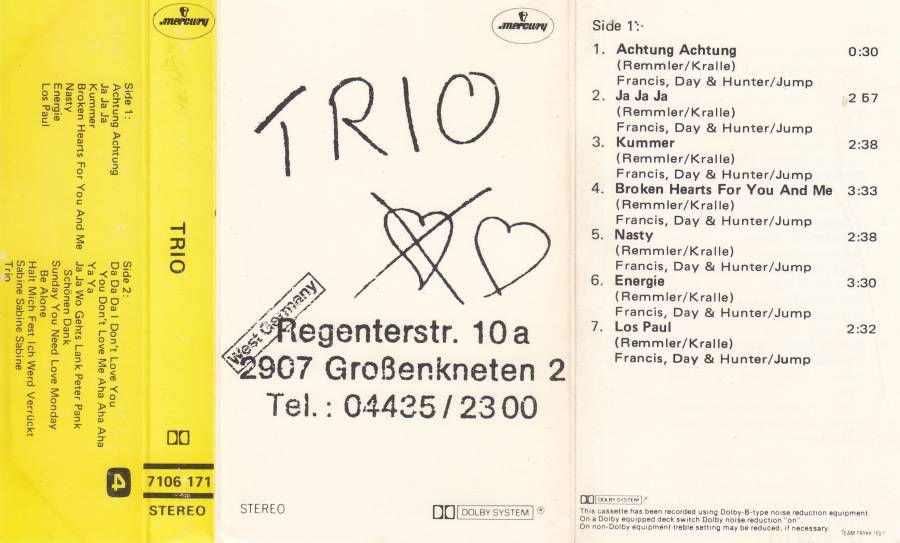 mercury
Side 1:
Achtung Achtung
Ja Ja Ja
Kummer
Broken Hearts For You And Me
Nasty
Energie
Los Paul
Side 2:
Da Da Da I Don't Love You
You Don't Love Me Aha Aha Aha
Ya Ya
Ja Ja Wo Gehts Lank Peter Pank
Schönen Dank
Sunday You Need Love Monday
Be Alone
Halt Mich Fest Ich Werd Verrückt
Sabine Sabine Sabine
Trio
TRIO
4
7106 171
STEREO
mercury
TRIO
West Germany
Regenterstr. 10 a
2907 Großenkneten 2
Tel.: 04435/2300
STEREO
DOLBY SYSTEM ®
Side 1:
1. Achtung Achtung 0:30
(Remmler/Kralle)
Francis, Day & Hunter/Jump
2. Ja Ja Ja 2 57
(Remmler/Kralle)
Francis, Day & Hunter/Jump
3. Kummer 2:38
(Remmler/Kralle)
Francis, Day & Hunter/Jump
4. Broken Hearts For You And Me 3:33
(Remmler/Kralle)
Francis, Day & Hunter/Jump
5. Nasty 2:38
(Remmler/Kralle)
Francis, Day & Hunter/Jump
6. Energie 3:30
(Remmler/Kralle)
Francis, Day & Hunter/Jump
7. Los Paul 2:32
(Remmler/Kralle)
Francis, Day & Hunter/Jump
DOLBY SYSTEM
This cassette has been recorded using Dolby-B-type noise reduction equipment.
On a Dolby equipped deck switch Dolby noise reduction "on".
On non-Dolby equipment treble setting may be reduced, if necessary.
TEAM TRYKK